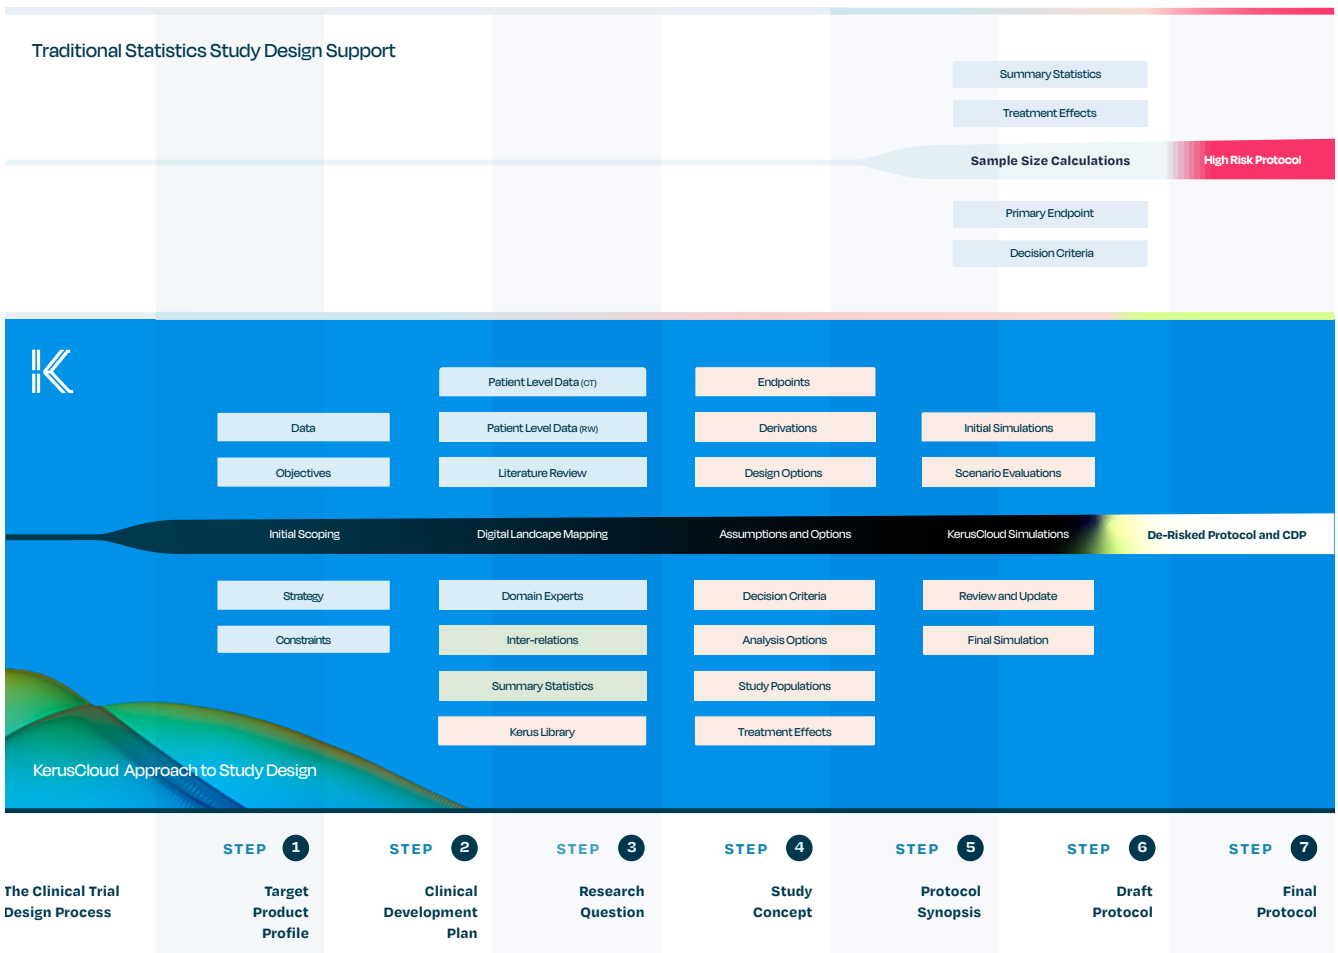 Traditional Statistics Study Design Support
Summary Statistics
Treatment Effects
Sample Size Calculations
High Risk Protocol
Primary Endpoint
Decision Criteria
K
Patient Level Data (CT)
Endpoints
Data
Patient Level Data (RW)
Derivations
Initial Simulations
Objectives
Literature Review
Design Options
Scenario Evaluations
Initial Scoping
Digital Landscape Mapping
Assumptions and Options
KerusCloud Simulations
De-Risked Protocol and CDP
Strategy
Domain Experts
Decision Criteria
Review and Update
Constraints
Inter-relations
Analysis Options
Final Simulation
Summary Statistics
Study Populations
Kerus Library
Treatment Effects
KerusCloud Approach to Study Design
The Clinical Trial
Design Process
STEP 1
Target
Product
Profile
STEP 2
Clinical
Development
Plan
STEP 3
Research
Question
STEP 4
Study
Concept
STEP 5
Protocol
Synopsis
STEP 6
Draft
Protocol
STEP 7
Final
Protocol